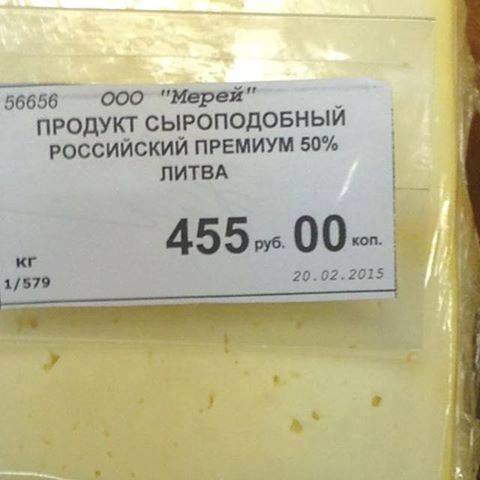 56656 ООО "Мерей"
ПРОДУКТ СЫРОПОДОБНЫЙ
РОССИЙСКИЙ ПРЕМИУМ 50%
ЛИТВА
455 руб. 00 коп.
кг
1/579 20.02.2015